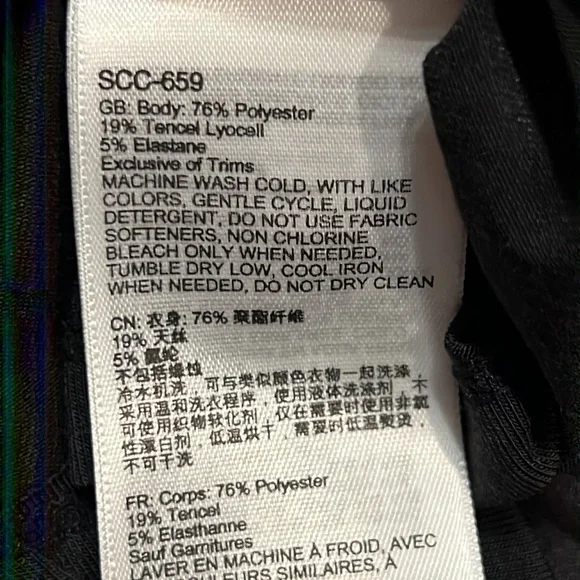 SCC-659
GB: Body: 76% Polyester
19% Tencel Lyocell
5% Elastane
Exclusive of Trims
MACHINE WASH COLD, WITH LIKE
COLORS, GENTLE CYCLE, LIQUID
DETERGENT, DO NOT USE FABRIC
SOFTENERS, NON CHLORINE
BLEACH ONLY WHEN NEEDED,
TUMBLE DRY LOW, COOL IRON
WHEN NEEDED, DO NOT DRY CLEAN
CN: 衣身: 76% 聚酯纤维
19% 天丝
5% 氨纶
不包括缘蚀
冷水机洗，可与类似颜色衣物一起洗涤，
采用温和洗衣程序，使用液体洗涤剂，不
可使用织物软化剂，仅在需要时使用非氯
性漂白剂，低温烘干，需要时低温熨烫，
不可干洗
FR: Corps: 76% Polyester
19% Tencel
5% Elasthanne
Sauf Garnitures
LAVER EN MACHINE À FROID, AVEC
COULEURS SIMILAIRES, À